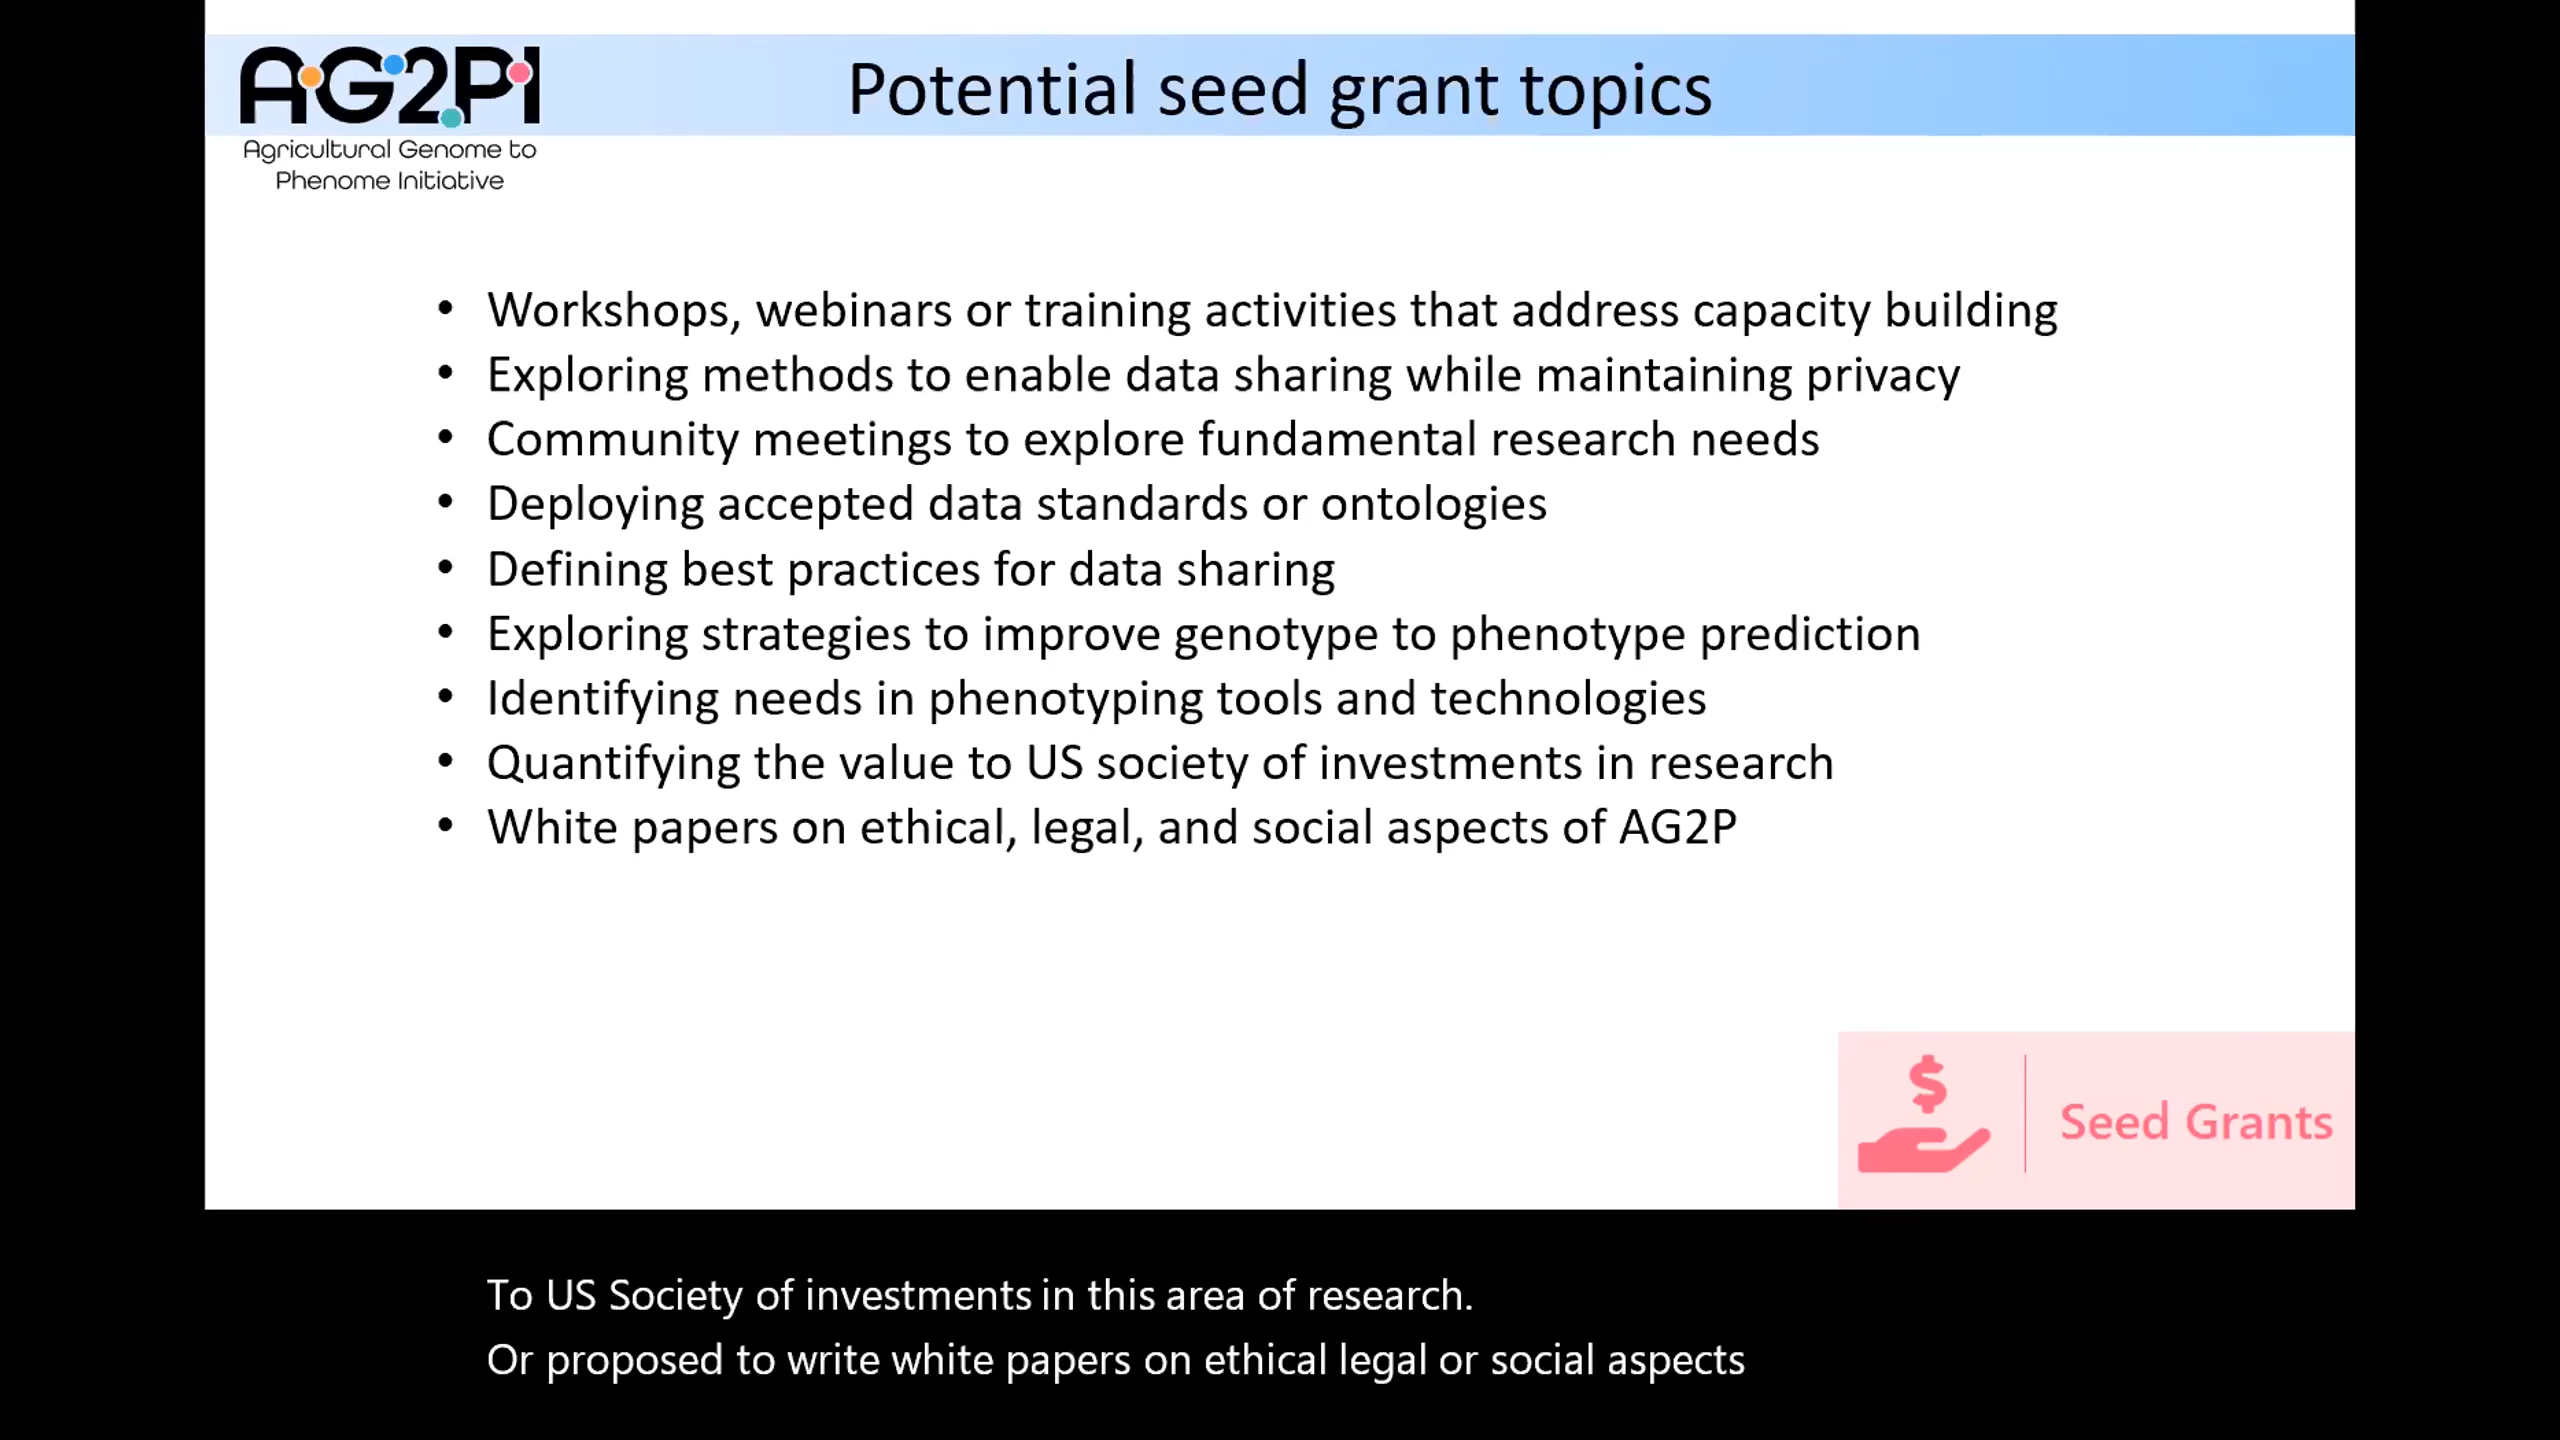 AG2PI
Agricultural Genome to
Phenome Initiative
Potential seed grant topics
• Workshops, webinars or training activities that address capacity building
• Exploring methods to enable data sharing while maintaining privacy
• Community meetings to explore fundamental research needs
• Deploying accepted data standards or ontologies
• Defining best practices for data sharing
• Exploring strategies to improve genotype to phenotype prediction
• Identifying needs in phenotyping tools and technologies
• Quantifying the value to US society of investments in research
• White papers on ethical, legal, and social aspects of AG2P
$
Seed Grants
To US Society of investments in this area of research.
Or proposed to write white papers on ethical legal or social aspects